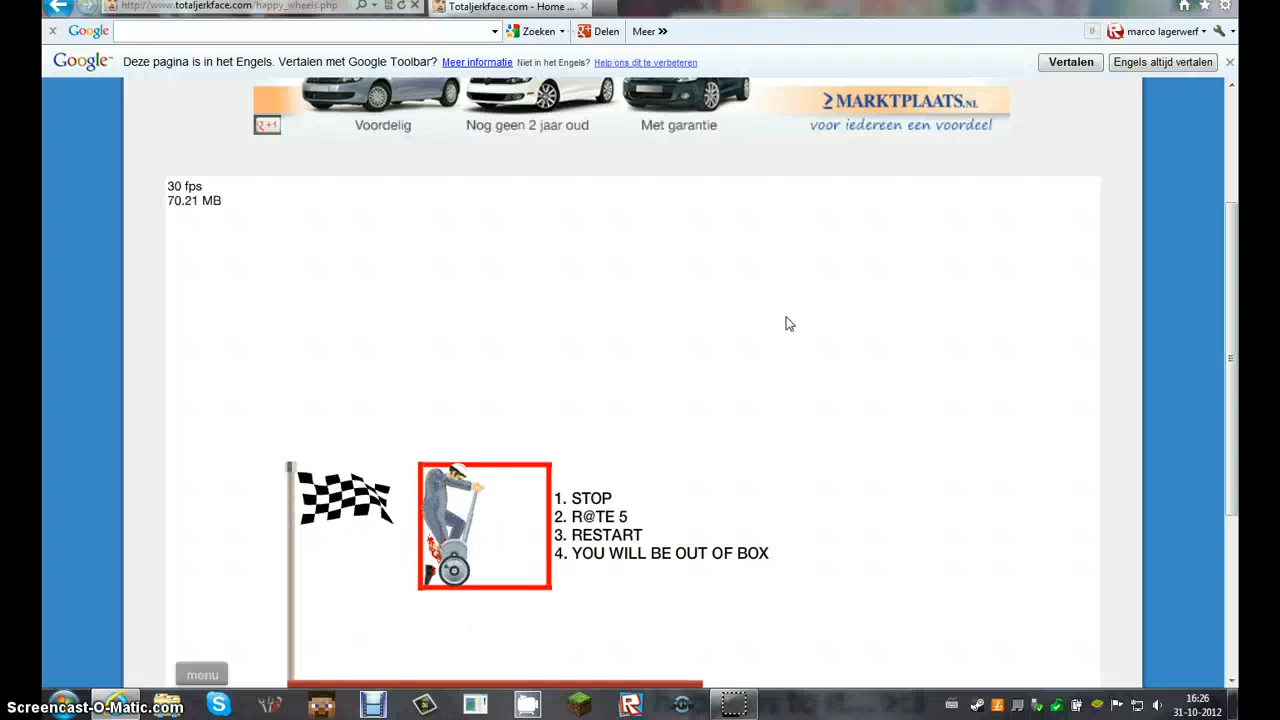 http://www.totaljerkface.com/happy_wheels.php
Totaljerkface.com - Home ...
Google
Zoeken
Delen
Meer »
0
marco lagerwerf
Google™ Deze pagina is in het Engels. Vertalen met Google Toolbar? Meer informatie Niet in het Engels? Help ons dit te verbeteren
Vertalen
Engels altijd vertalen
g +1
Voordelig
Nog geen 2 jaar oud
Met garantie
MARKTPLAATS.NL
voor iedereen een voordeel
30 fps
70.21 MB
1. STOP
2. R@TE 5
3. RESTART
4. YOU WILL BE OUT OF BOX
menu
Screencast-O-Matic.com
16:26
31-10-2012